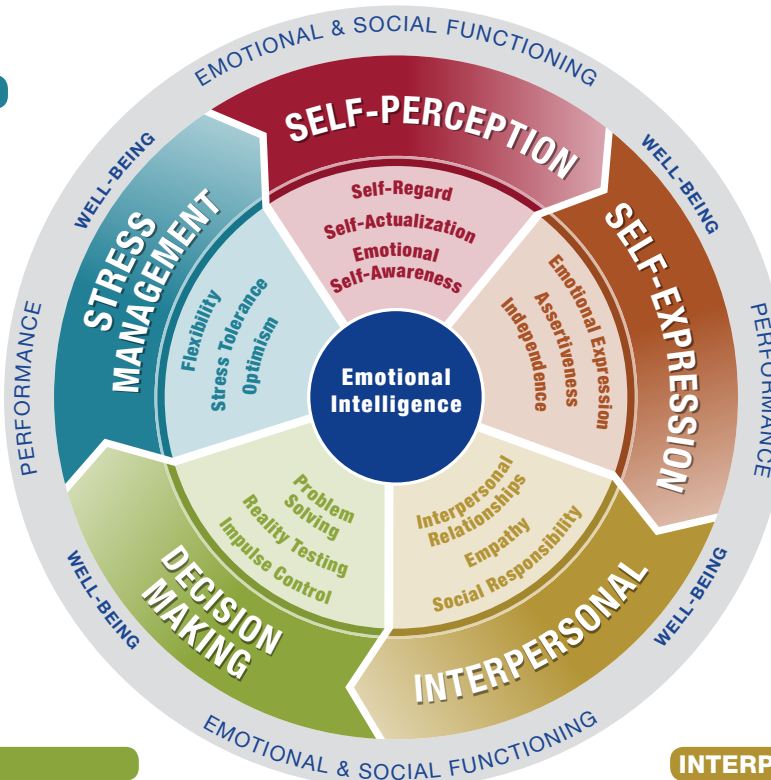 EMOTIONAL & SOCIAL FUNCTIONING
WELL-BEING
WELL-BEING
PERFORMANCE
PERFORMANCE
SELF-PERCEPTION
Self-Regard
Self-Actualization
Emotional
Self-Awareness
SELF-EXPRESSION
Emotional Expression
Assertiveness
Independence
STRESS
MANAGEMENT
Flexibility
Stress Tolerance
Optimism
Emotional
Intelligence
Interpersonal
Relationships
Empathy
Social Responsibility
INTERPERSONAL
Problem
Solving
Reality Testing
Impulse Control
DECISION
MAKING
WELL-BEING
WELL-BEING
EMOTIONAL & SOCIAL FUNCTIONING
INTERP